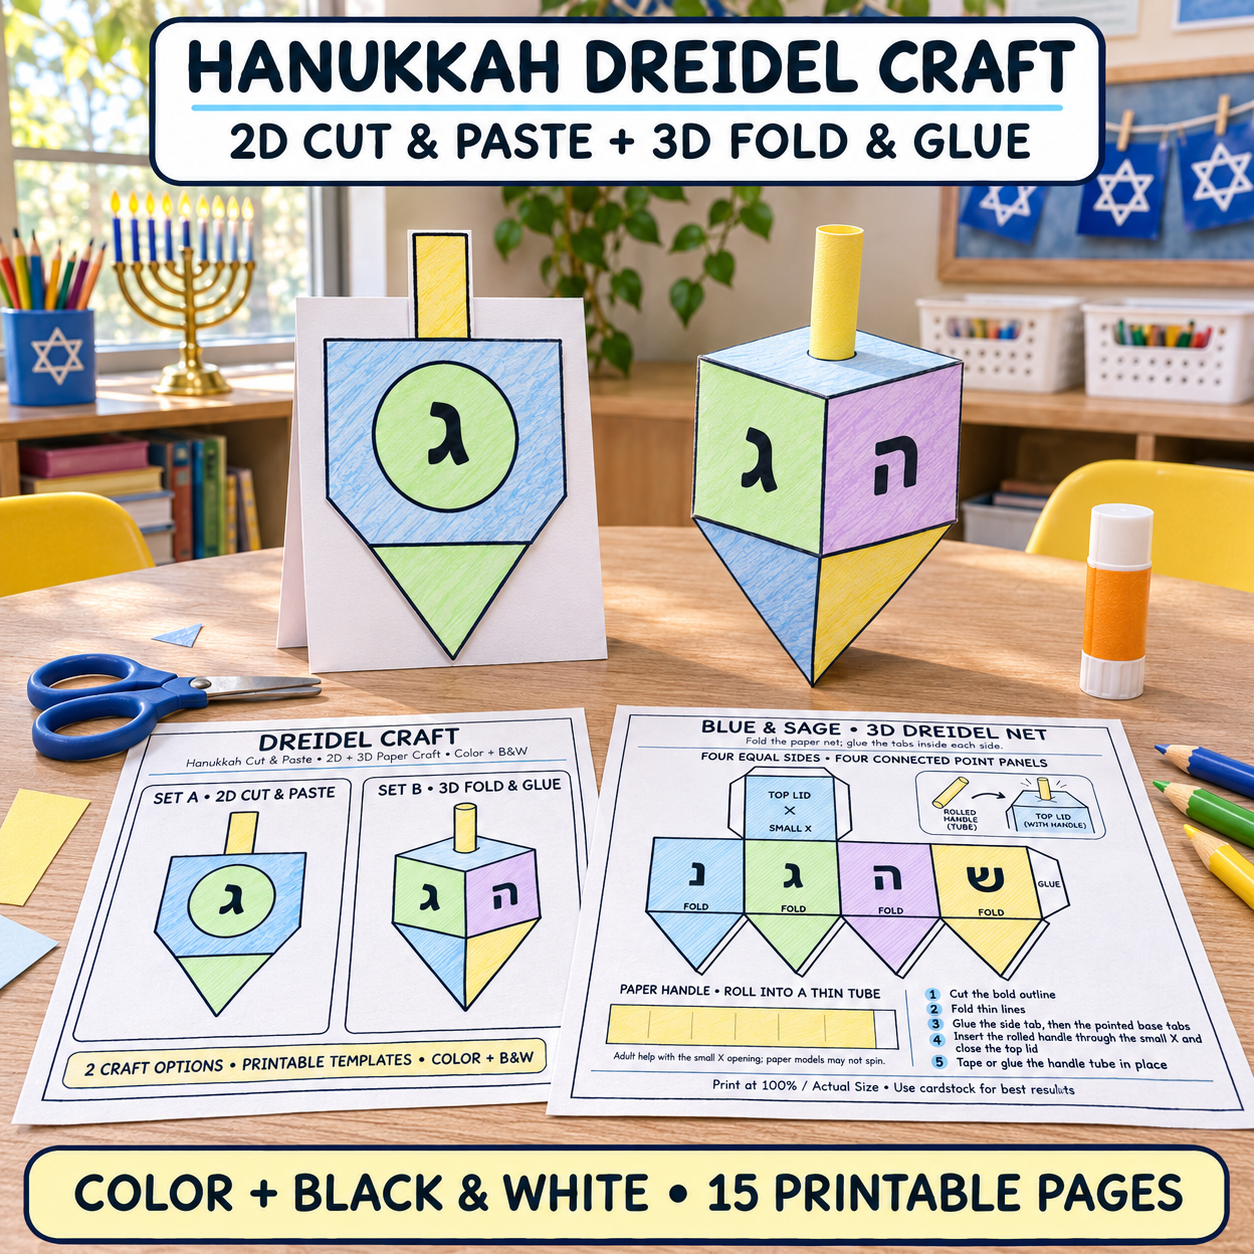 HANUKKAH DREIDEL CRAFT
2D CUT & PASTE + 3D FOLD & GLUE
ג
ג
ה
DREIDEL CRAFT
Hanukkah Cut & Paste • 2D + 3D Paper Craft • Color + B&W
SET A • 2D CUT & PASTE
ג
SET B • 3D FOLD & GLUE
ג
ה
2 CRAFT OPTIONS • PRINTABLE TEMPLATES • COLOR + B&W
BLUE & SAGE • 3D DREIDEL NET
Fold the paper net; glue the tabs inside each side.
FOUR EQUAL SIDES • FOUR CONNECTED POINT PANELS
TOP LID
X
SMALL X
ROLLED
HANDLE
(TUBE)
TOP LID
(WITH HANDLE)
נ
ג
ה
ש
GLUE
FOLD
FOLD
FOLD
FOLD
PAPER HANDLE • ROLL INTO A THIN TUBE
Adult help with the small X opening; paper models may not spin.
1 Cut the bold outline
2 Fold thin lines
3 Glue the side tab, then the pointed base tabs
4 Insert the rolled handle through the small X and
close the top lid
5 Tape or glue the handle tube in place
Print at 100% / Actual Size • Use cardstock for best results
COLOR + BLACK & WHITE • 15 PRINTABLE PAGES